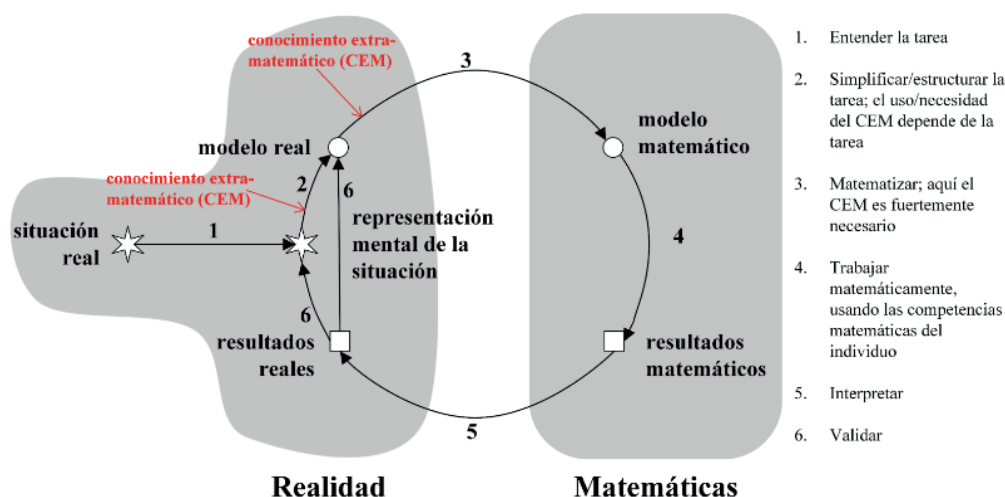 conocimiento extra-
matemático (CEM)
3
modelo real
modelo
matemático
conocimiento extra-
matemático (CEM)
2
6
situación
real
1
representación
mental de la
situación
4
6
resultados
reales
resultados
matemáticos
5
Realidad
Matemáticas
1. Entender la tarea
2. Simplificar/estructurar la
tarea; el uso/necesidad
del CEM depende de la
tarea
3. Matematizar; aquí el
CEM es fuertemente
necesario
4. Trabajar
matemáticamente,
usando las competencias
matemáticas del
individuo
5. Interpretar
6. Validar